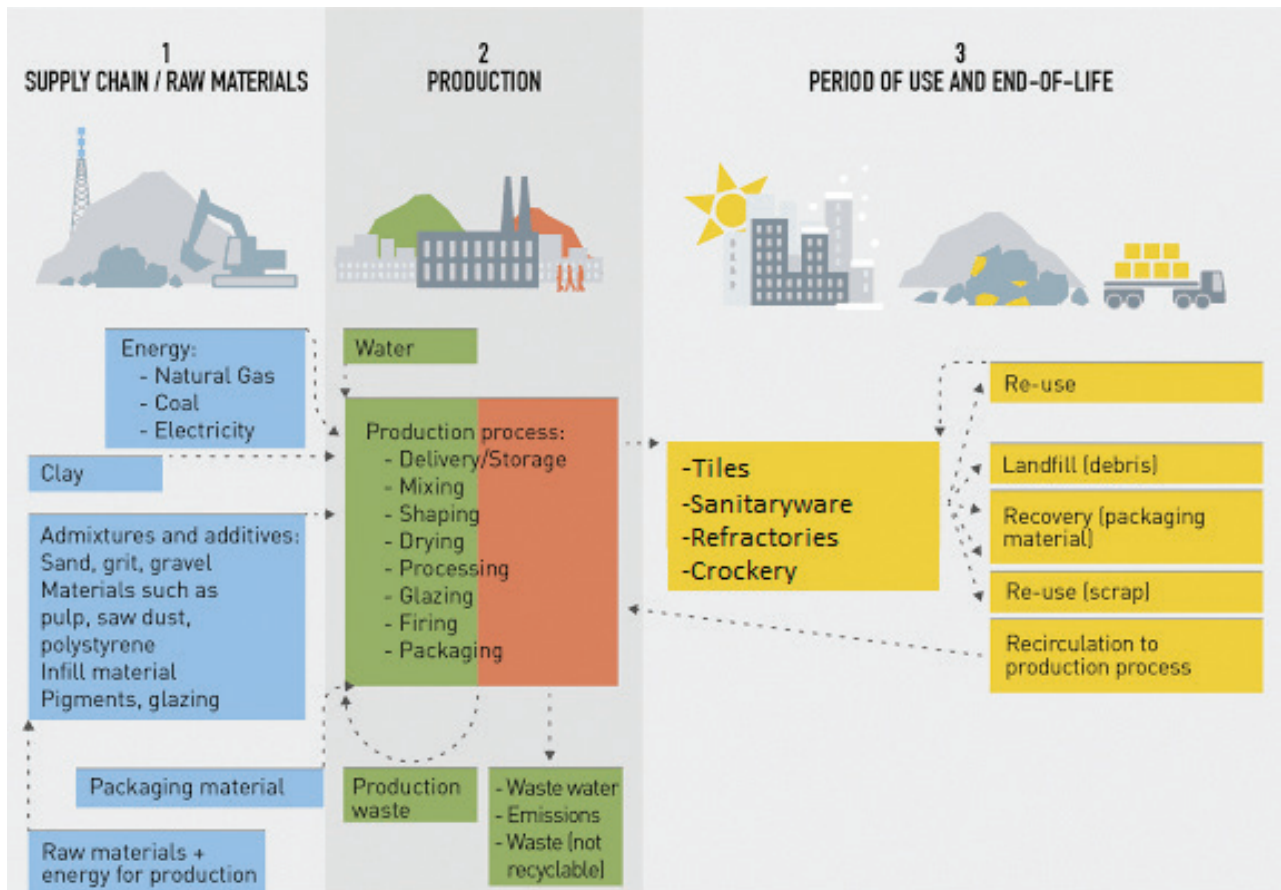 1
SUPPLY CHAIN / RAW MATERIALS
2
PRODUCTION
3
PERIOD OF USE AND END-OF-LIFE
Energy:
- Natural Gas
- Coal
- Electricity
Clay
Admixtures and additives:
Sand, grit, gravel
Materials such as
pulp, saw dust,
polystyrene
Infill material
Pigments, glazing
Packaging material
Raw materials +
energy for production
Water
Production process:
- Delivery/Storage
- Mixing
- Shaping
- Drying
- Processing
- Glazing
- Firing
- Packaging
Production
waste
- Waste water
- Emissions
- Waste (not
recyclable)
-Tiles
-Sanitaryware
-Refractories
-Crockery
Re-use
Landfill (debris)
Recovery (packaging
material)
Re-use (scrap)
Recirculation to
production process